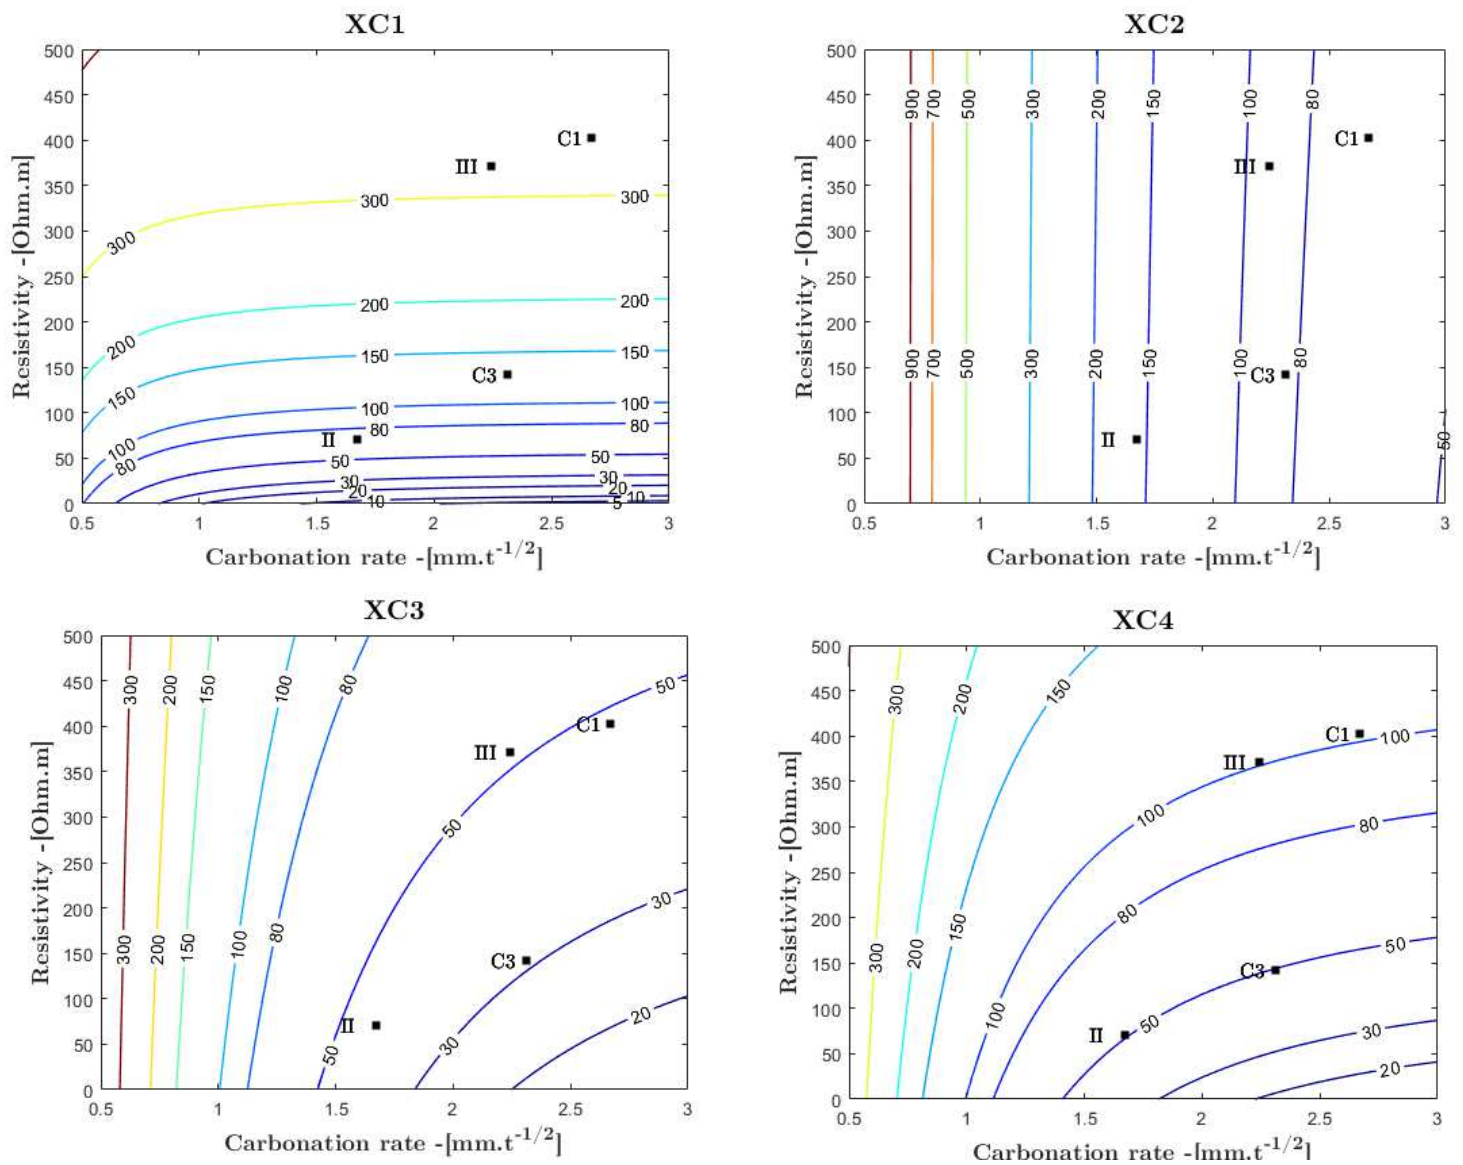 XC1
500
450
400
350
300
250
200
150
100
50
0
Resistivity -[Ohm.m]
C1
III
300
300
300
200
200
200
150
150
150
C3
100
100
100
80
80
80
II
50
50
30
30
20
20
10
10
5
0.5 1 1.5 2 2.5 3
Carbonation rate -[mm.t-1/2]
XC2
500
450
400
350
300
250
200
150
100
50
0
Resistivity -[Ohm.m]
900 700 500 300 200 150 100 80
C1
III
900 700 500 300 200 150 100 80
C3
II
50
0.5 1 1.5 2 2.5 3
Carbonation rate -[mm.t-1/2]
XC3
500
450
400
350
300
250
200
150
100
50
0
Resistivity -[Ohm.m]
300 200 150 100 80 50
C1
III
50
30
300 200 150 100 80
C3
II
50 30 20
0.5 1 1.5 2 2.5 3
Carbonation rate -[mm.t-1/2]
XC4
500
450
400
350
300
250
200
150
100
50
0
Resistivity -[Ohm.m]
300 200 150
C1
100
III
100
80
80
300 200 150
50
C3
100
50
II
30
20
0.5 1 1.5 2 2.5 3
Carbonation rate -[mm.t-1/2]